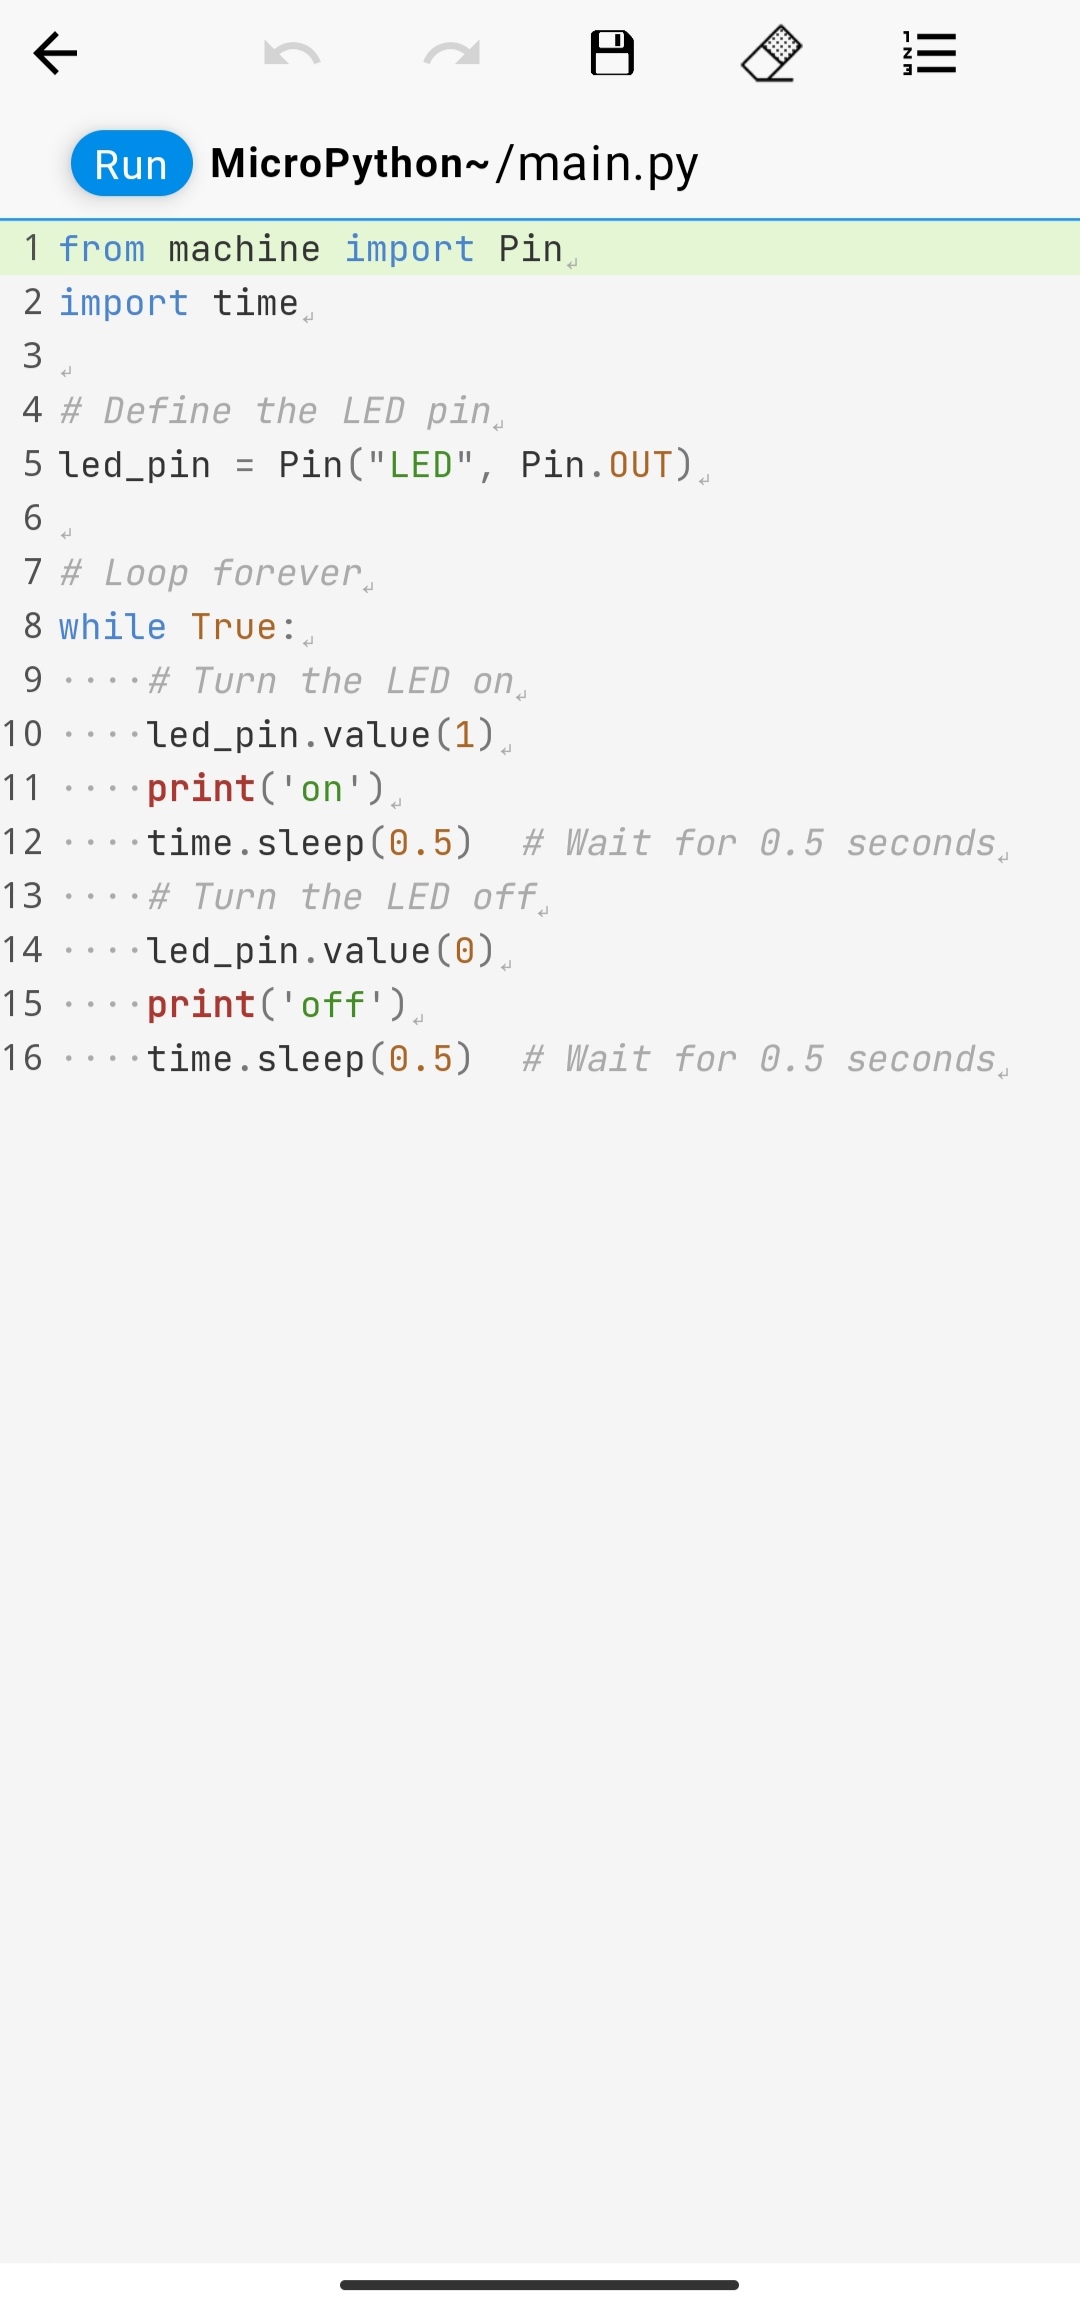 Run MicroPython~/main.py
1 from machine import Pin
2 import time
3
4 # Define the LED pin
5 led_pin = Pin("LED", Pin.OUT)
6
7 # Loop forever
8 while True:
9 ····# Turn the LED on
10 ····led_pin.value(1)
11 ····print('on')
12 ····time.sleep(0.5)  # Wait for 0.5 seconds
13 ····# Turn the LED off
14 ····led_pin.value(0)
15 ····print('off')
16 ····time.sleep(0.5)  # Wait for 0.5 seconds